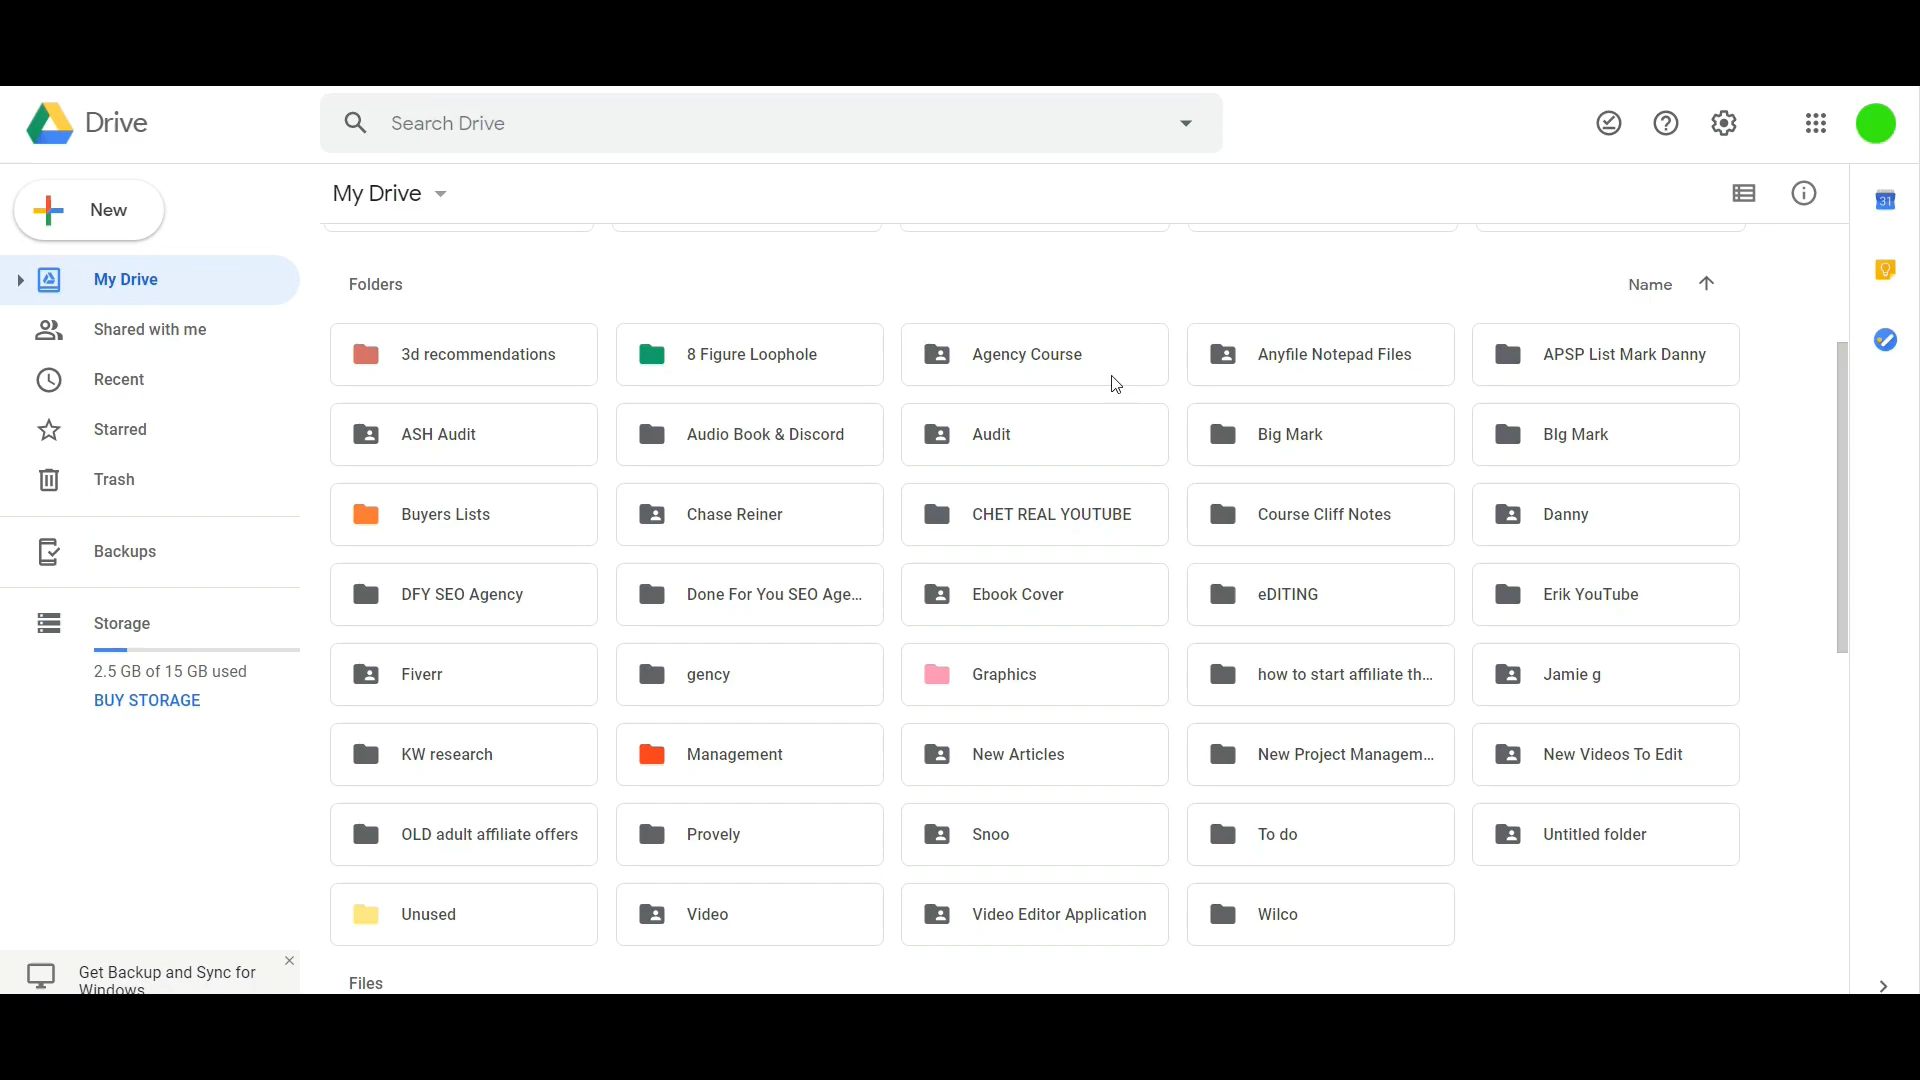 Drive
Search Drive
New
My Drive
My Drive
Shared with me
Recent
Starred
Trash
Backups
Storage
2.5 GB of 15 GB used
BUY STORAGE
Get Backup and Sync for
Windows
Folders
Name
3d recommendations
8 Figure Loophole
Agency Course
Anyfile Notepad Files
APSP List Mark Danny
ASH Audit
Audio Book & Discord
Audit
Big Mark
BIg Mark
Buyers Lists
Chase Reiner
CHET REAL YOUTUBE
Course Cliff Notes
Danny
DFY SEO Agency
Done For You SEO Age...
Ebook Cover
eDITING
Erik YouTube
Fiverr
gency
Graphics
how to start affiliate th...
Jamie g
KW research
Management
New Articles
New Project Managem...
New Videos To Edit
OLD adult affiliate offers
Provely
Snoo
To do
Untitled folder
Unused
Video
Video Editor Application
Wilco
Files
31